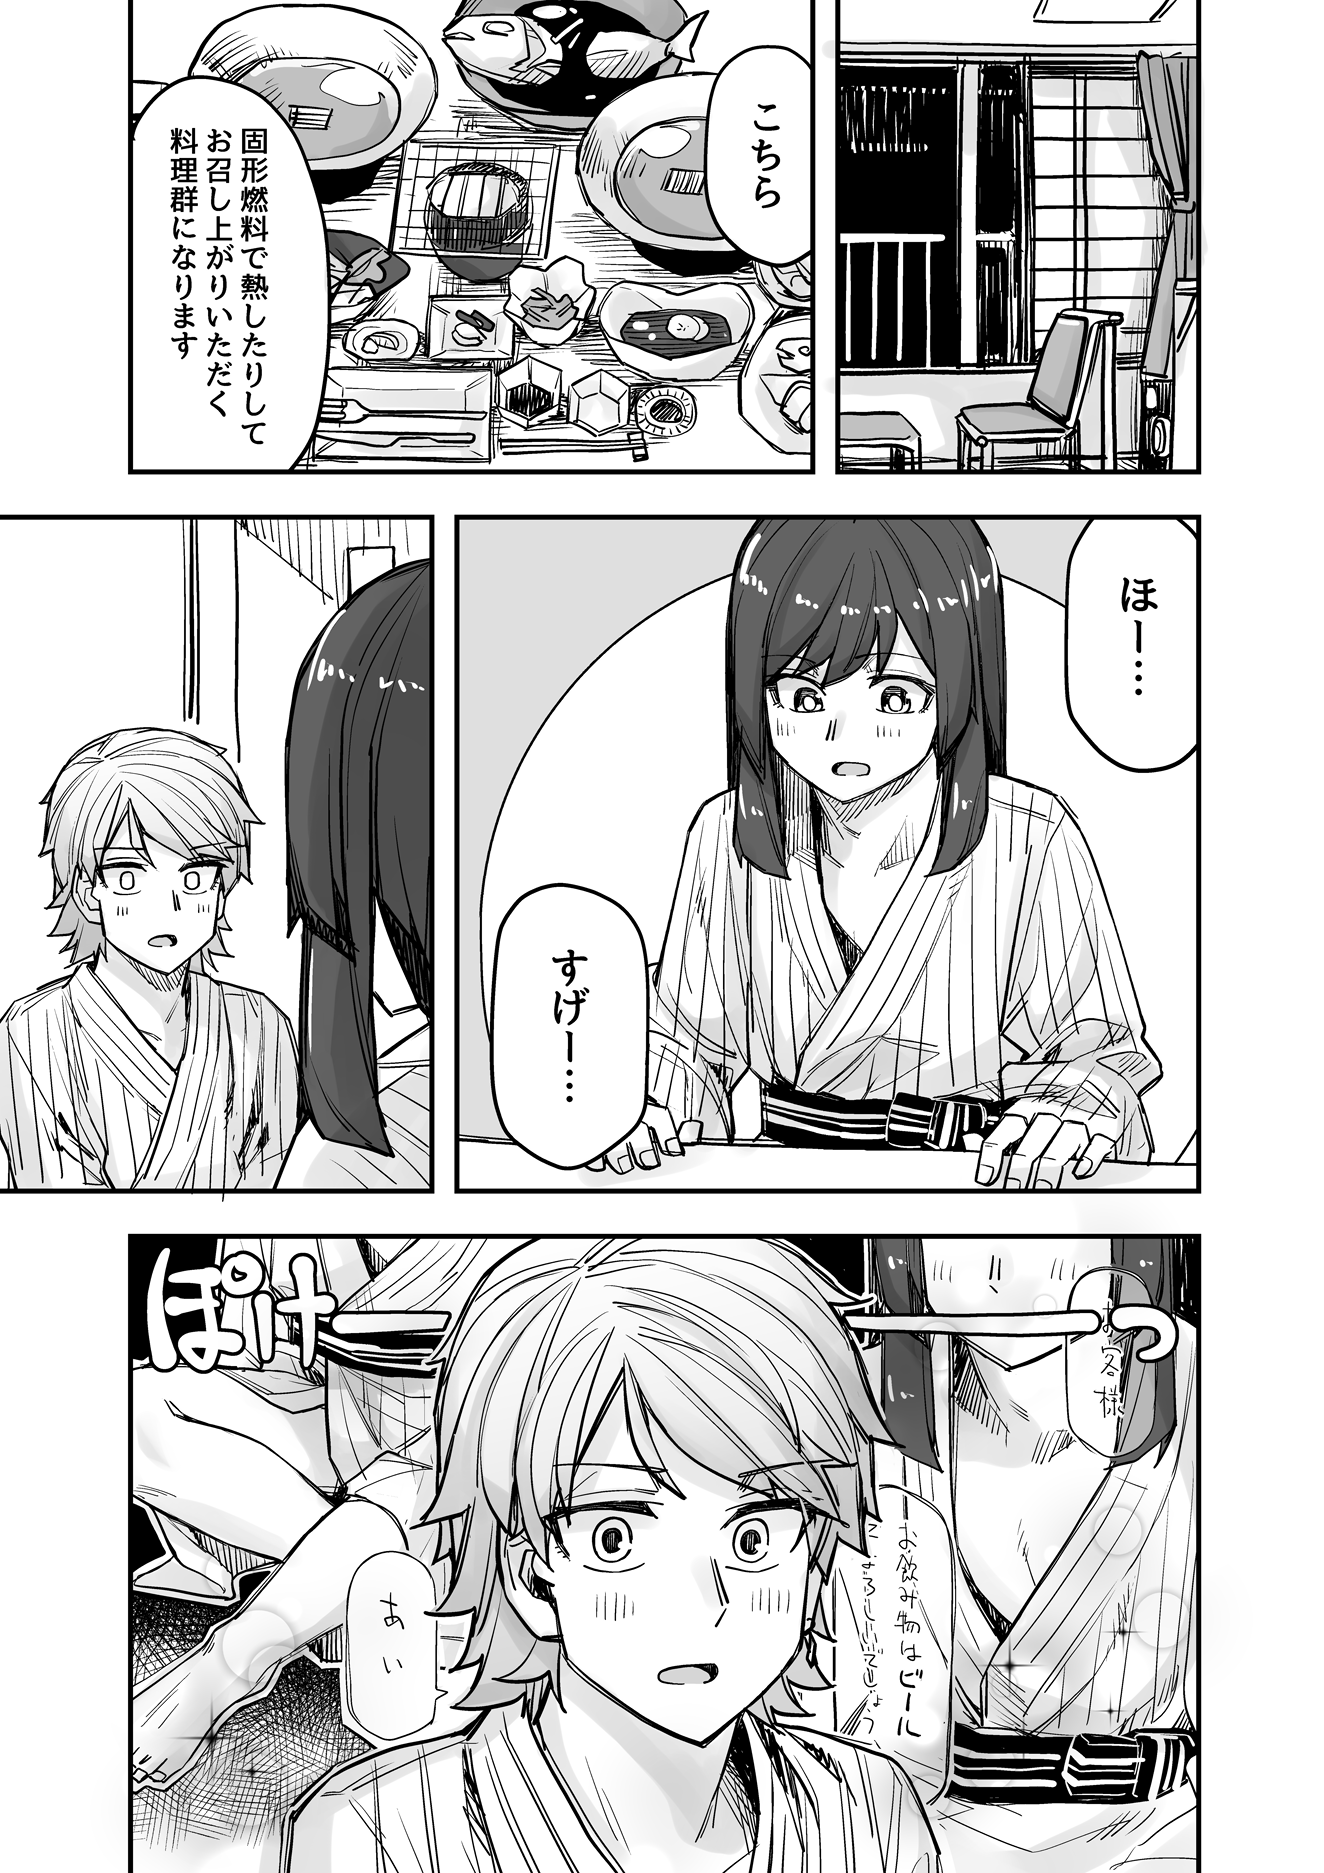 こちら
固形燃料で熱したりして
お召し上がりいただく
料理群になります
ほー…
すげー…
ぽけーーっ
お客様
お飲み物はビール
でよろしいでしょうか
あい